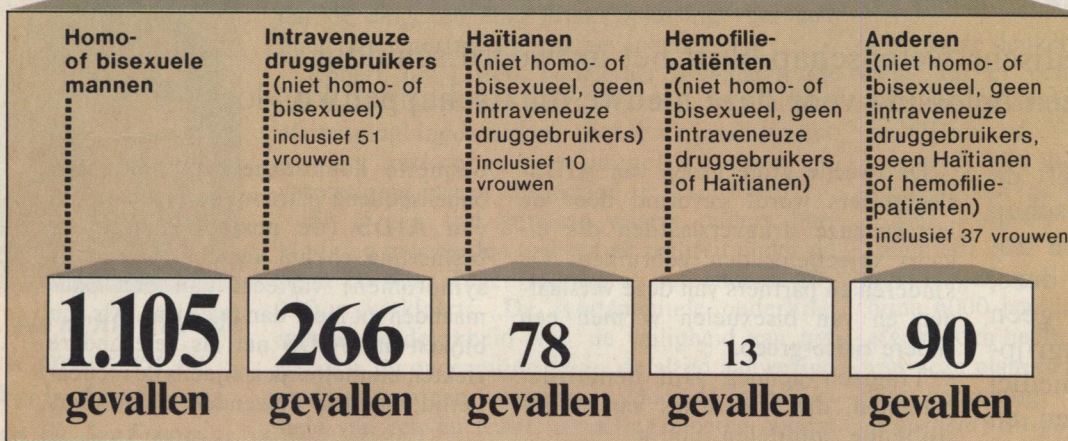 Homo-
of bisexuele
mannen
Intraveneuze
druggebruikers
(niet homo- of
bisexueel)
inclusief 51
vrouwen
Haïtianen
(niet homo- of
bisexueel, geen
intraveneuze
druggebruikers)
inclusief 10
vrouwen
Hemofilie-
patiënten
(niet homo- of
bisexueel, geen
intraveneuze
druggebruikers
of Haïtianen)
Anderen
(niet homo- of
bisexueel, geen
intraveneuze
druggebruikers,
geen Haïtianen
of hemofilie-
patiënten)
inclusief 37 vrouwen
1.105
gevallen
266
gevallen
78
gevallen
13
gevallen
90
gevallen